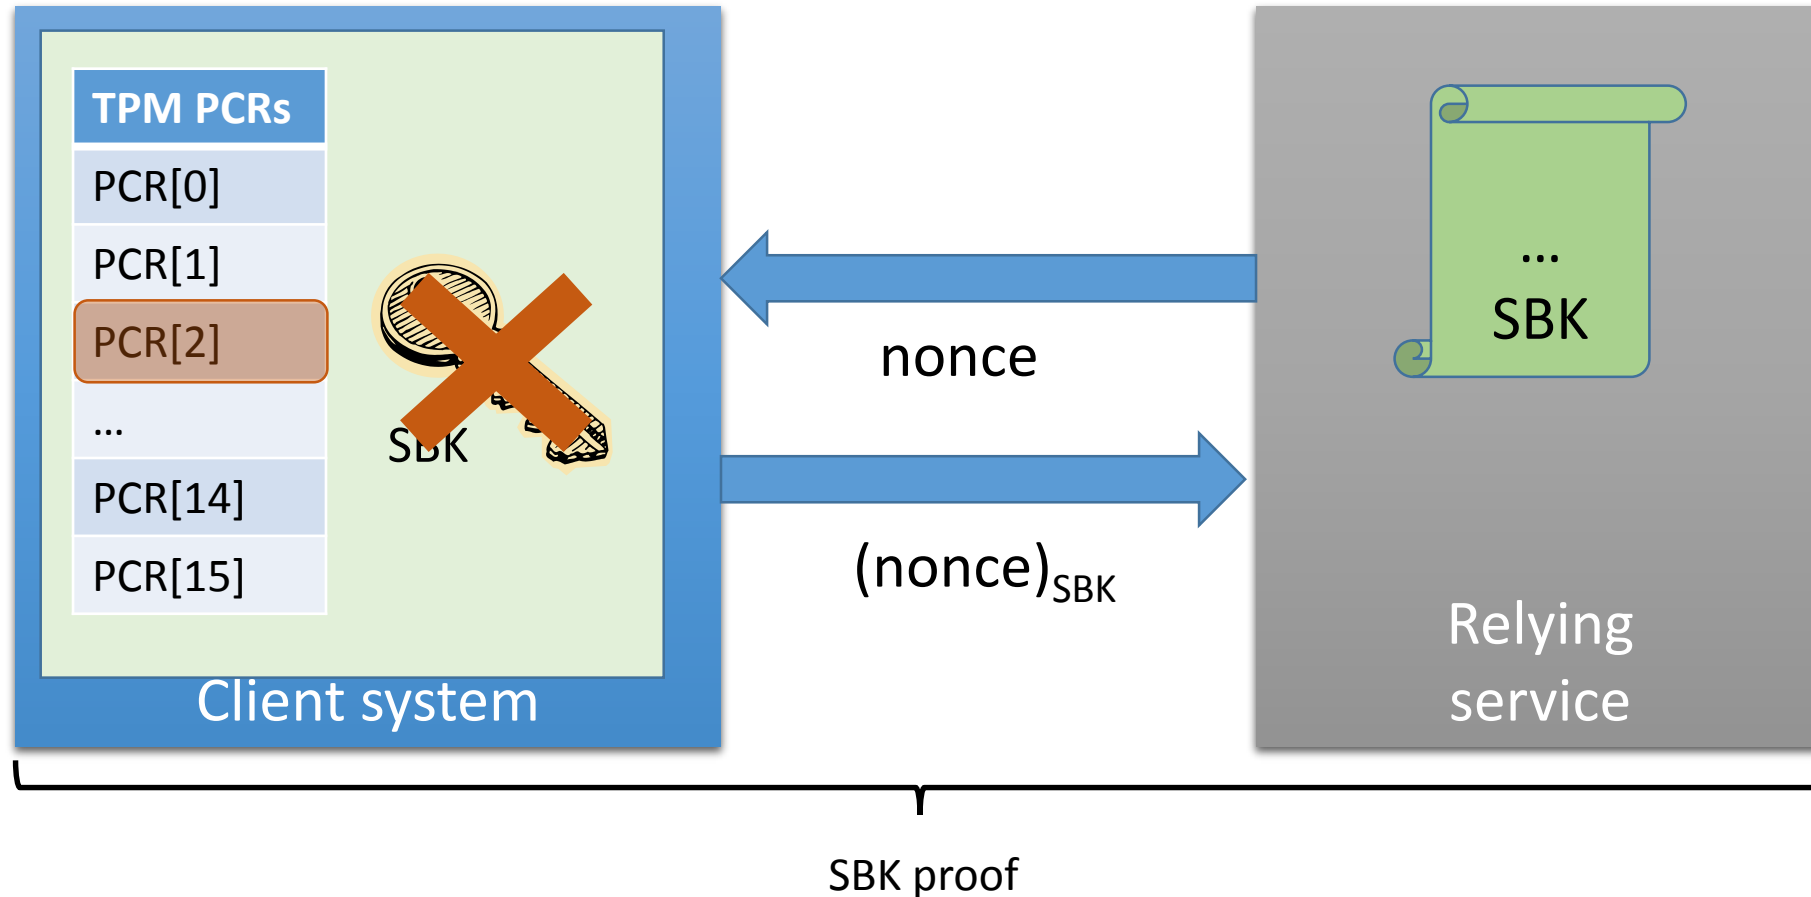 TPM PCRs
PCR[0]
PCR[1]
PCR[2]
...
PCR[14]
PCR[15]
SBK
Client system
nonce
(nonce)SBK
...
SBK
Relying
service
SBK proof